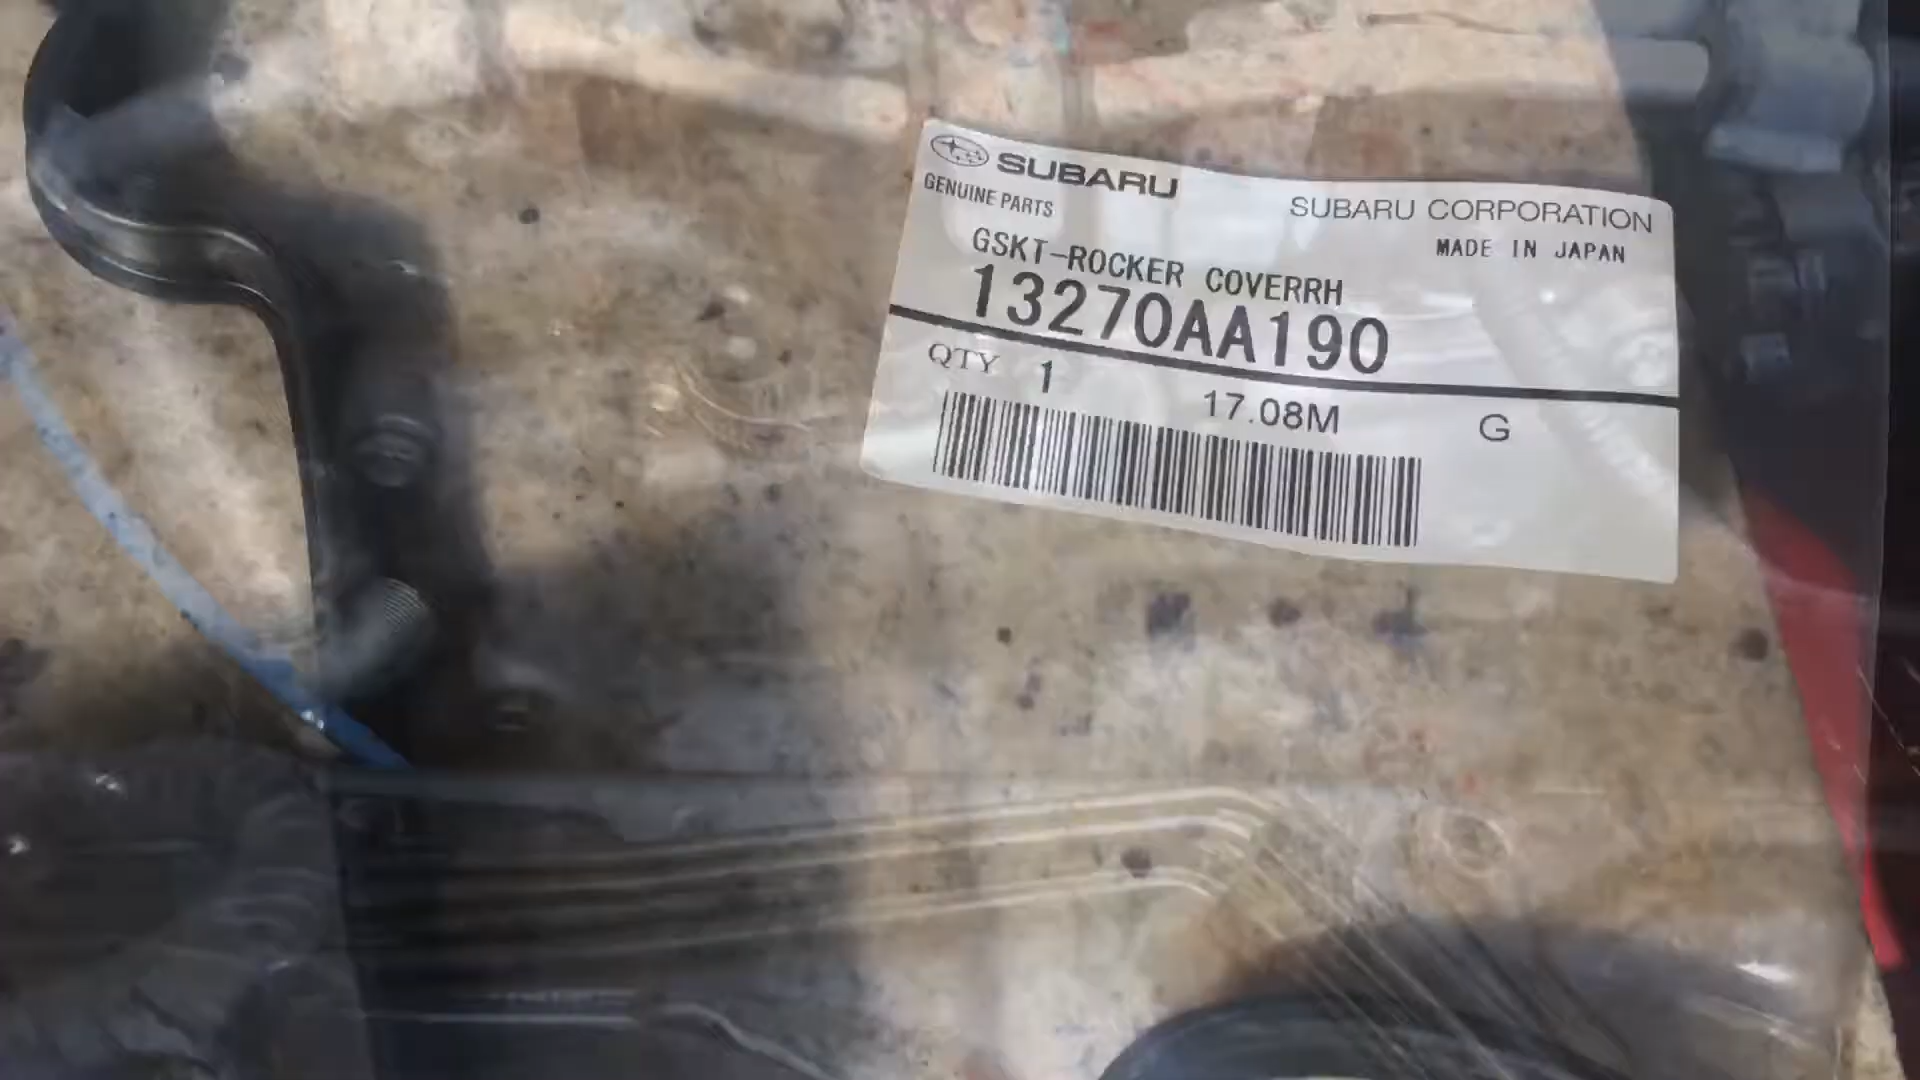 SUBARU
GENUINE PARTS
SUBARU CORPORATION
MADE IN JAPAN
GSKT-ROCKER COVERRH
13270AA190
QTY 1
17.08M
G